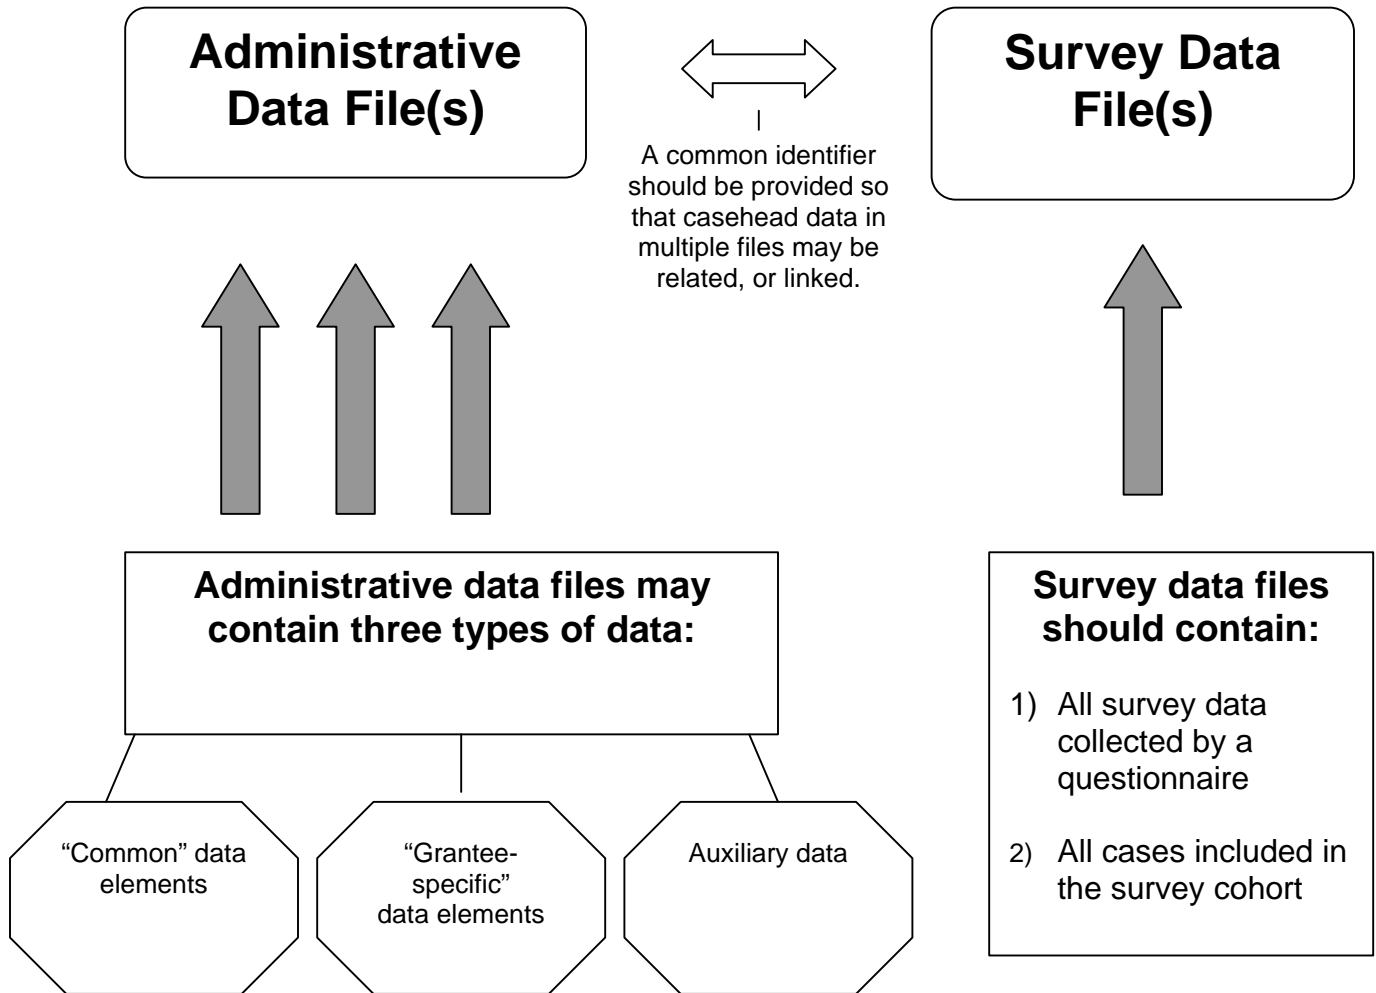 Administrative
Data File(s)
Survey Data
File(s)
A common identifier
should be provided so
that casehead data in
multiple files may be
related, or linked.
Administrative data files may
contain three types of data:
“Common” data
elements
“Grantee-
specific”
data elements
Auxiliary data
Survey data files
should contain:
1) All survey data
collected by a
questionnaire
2) All cases included in
the survey cohort